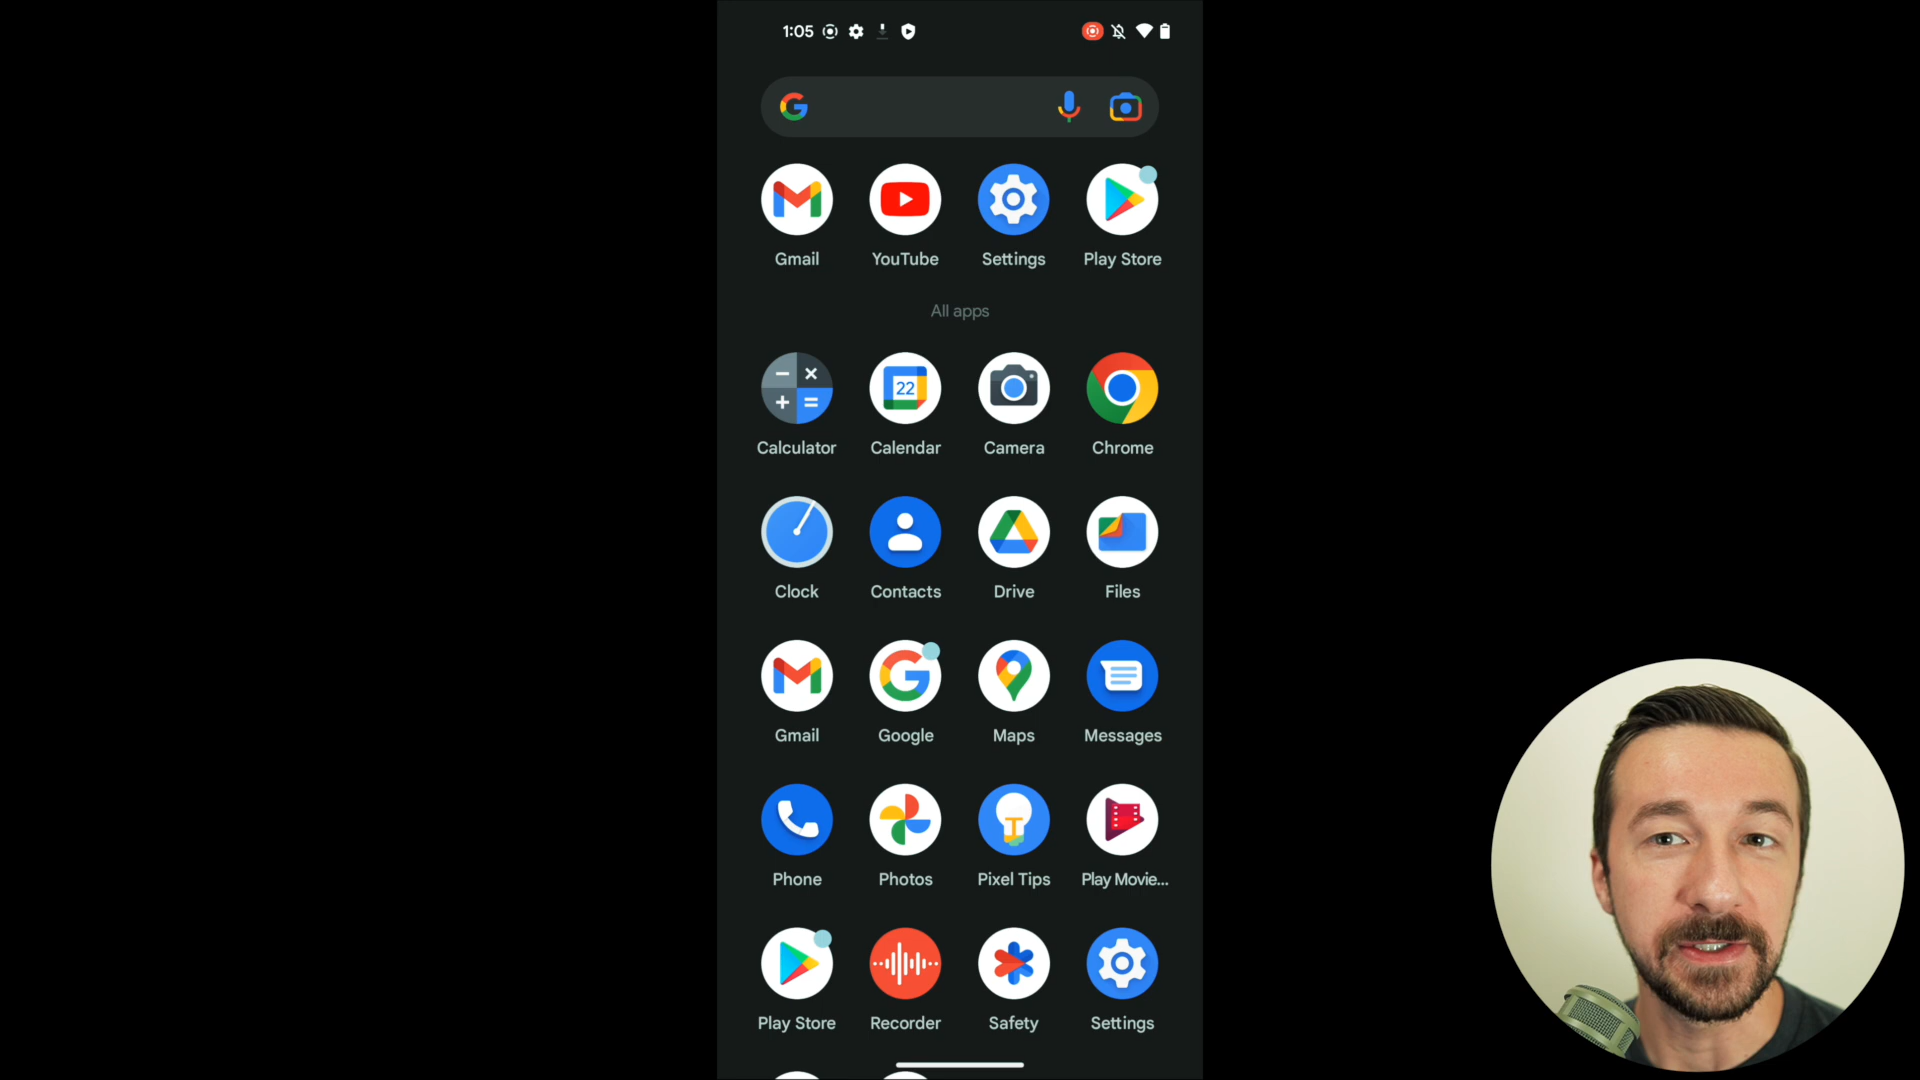 1:05
Gmail YouTube Settings Play Store
All apps
22
Calculator Calendar Camera Chrome
Clock Contacts Drive Files
Gmail Google Maps Messages
Phone Photos Pixel Tips Play Movie...
Play Store Recorder Safety Settings